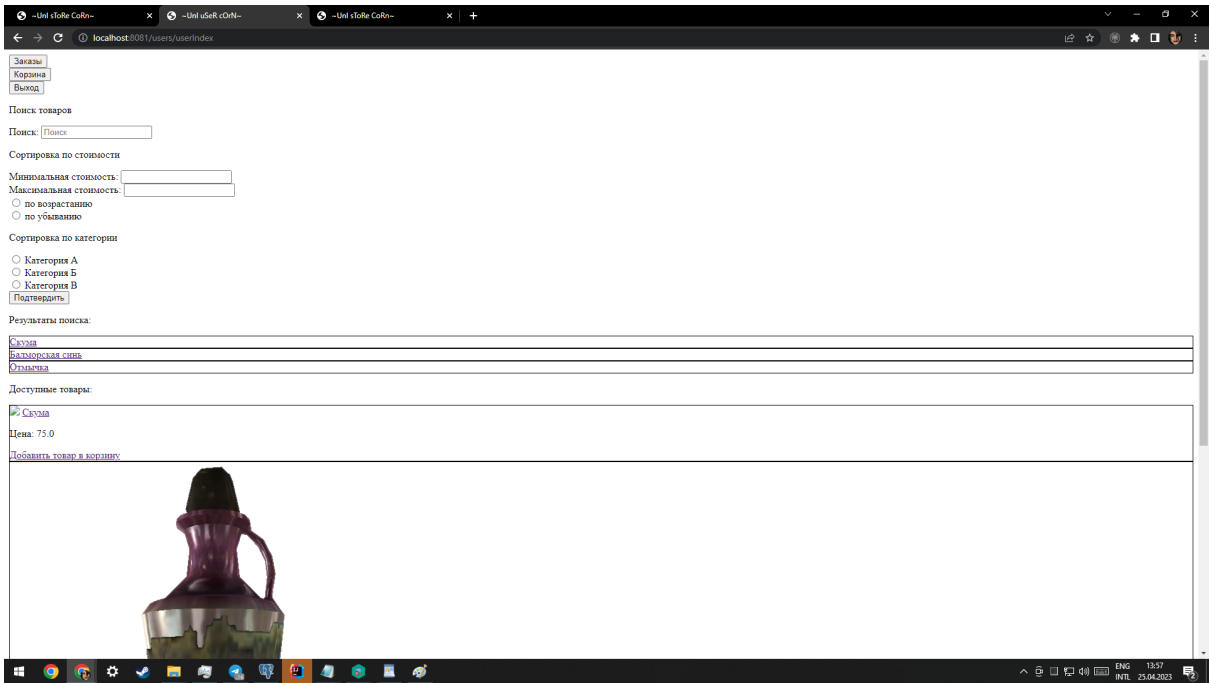 ~UnI sToRe CoRn~ ~UnI uSeR cOrN~ ~UnI sToRe CoRn~
localhost:8081/users/userIndex
Заказы
Корзина
Выход
Поиск товаров
Поиск: Поиск
Сортировка по стоимости
Минимальная стоимость:
Максимальная стоимость:
по возрастанию
по убыванию
Сортировка по категории
Категория А
Категория Б
Категория В
Подтвердить
Результаты поиска:
Скума
Балморская синь
Отмычка
Доступные товары:
Скума
Цена: 75.0
Добавить товар в корзину
ENG 13:57
INTL 25.04.2023